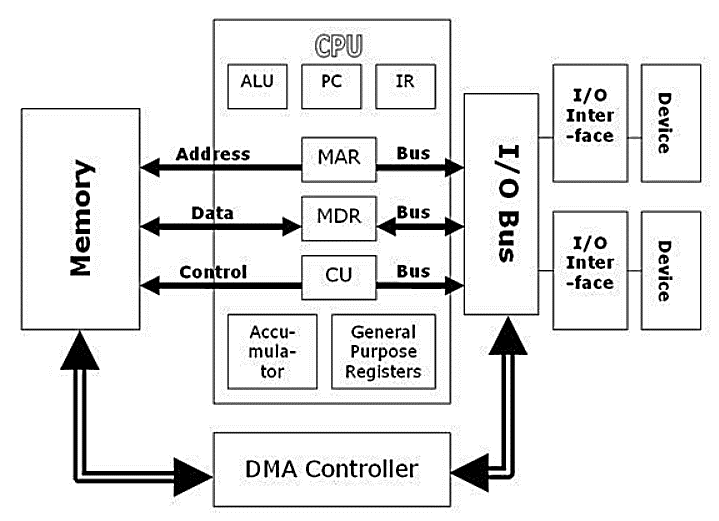 CPU
ALU
PC
IR
Memory
Address
MAR
Bus
Data
MDR
Bus
Control
CU
Bus
Accu-
mula-
tor
General
Purpose
Registers
I/O Bus
I/O
Inter
-face
Device
I/O
Inter
-face
Device
DMA Controller